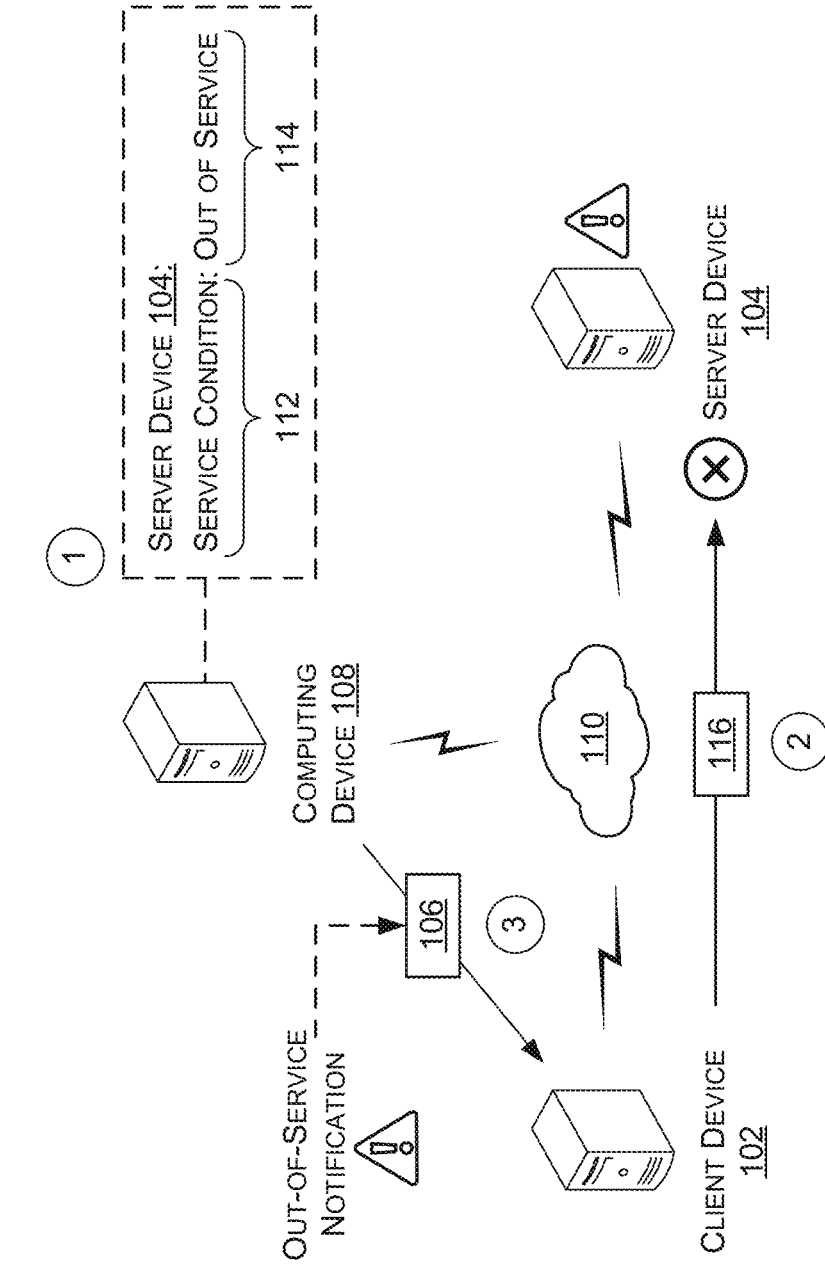 1
SERVER DEVICE 104:
SERVICE CONDITION: OUT OF SERVICE
112
114
OUT-OF-SERVICE
NOTIFICATION
COMPUTING
DEVICE 108
106
3
110
CLIENT DEVICE
102
116
2
SERVER DEVICE
104